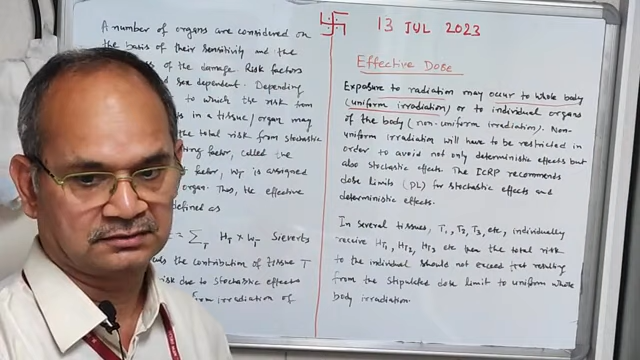 A number of organs are considered on
the basis of their sensitivity and the
of the damage Risk factors
sex dependent. Depending
to which the risk from
in a tissue/organ may
the total risk from stochastic
factor, called the
factor, WT is assigned
organ. Thus, the effective
defined as
= ΣT HT × WT Sieverts
the contribution of tissue T
risk due to stochastic effects
irradiation of
13 JUL 2023
Effective Dose
Exposure to radiation may occur to whole body
(uniform irradiation) or to individual organs
of the body (non-uniform irradiation). Non-
uniform irradiation will have to be restricted in
order to avoid not only deterministic effects but
also stochastic effects. The ICRP recommends
dose limits (DL) for stochastic effects and
deterministic effects.
In several tissues, T1, T2, T3, etc, individually
receive HT1, HT2, HT3 etc then the total risk
to the individual should not exceed that resulting
from the stipulated dose limit to uniform whole
body irradiation.